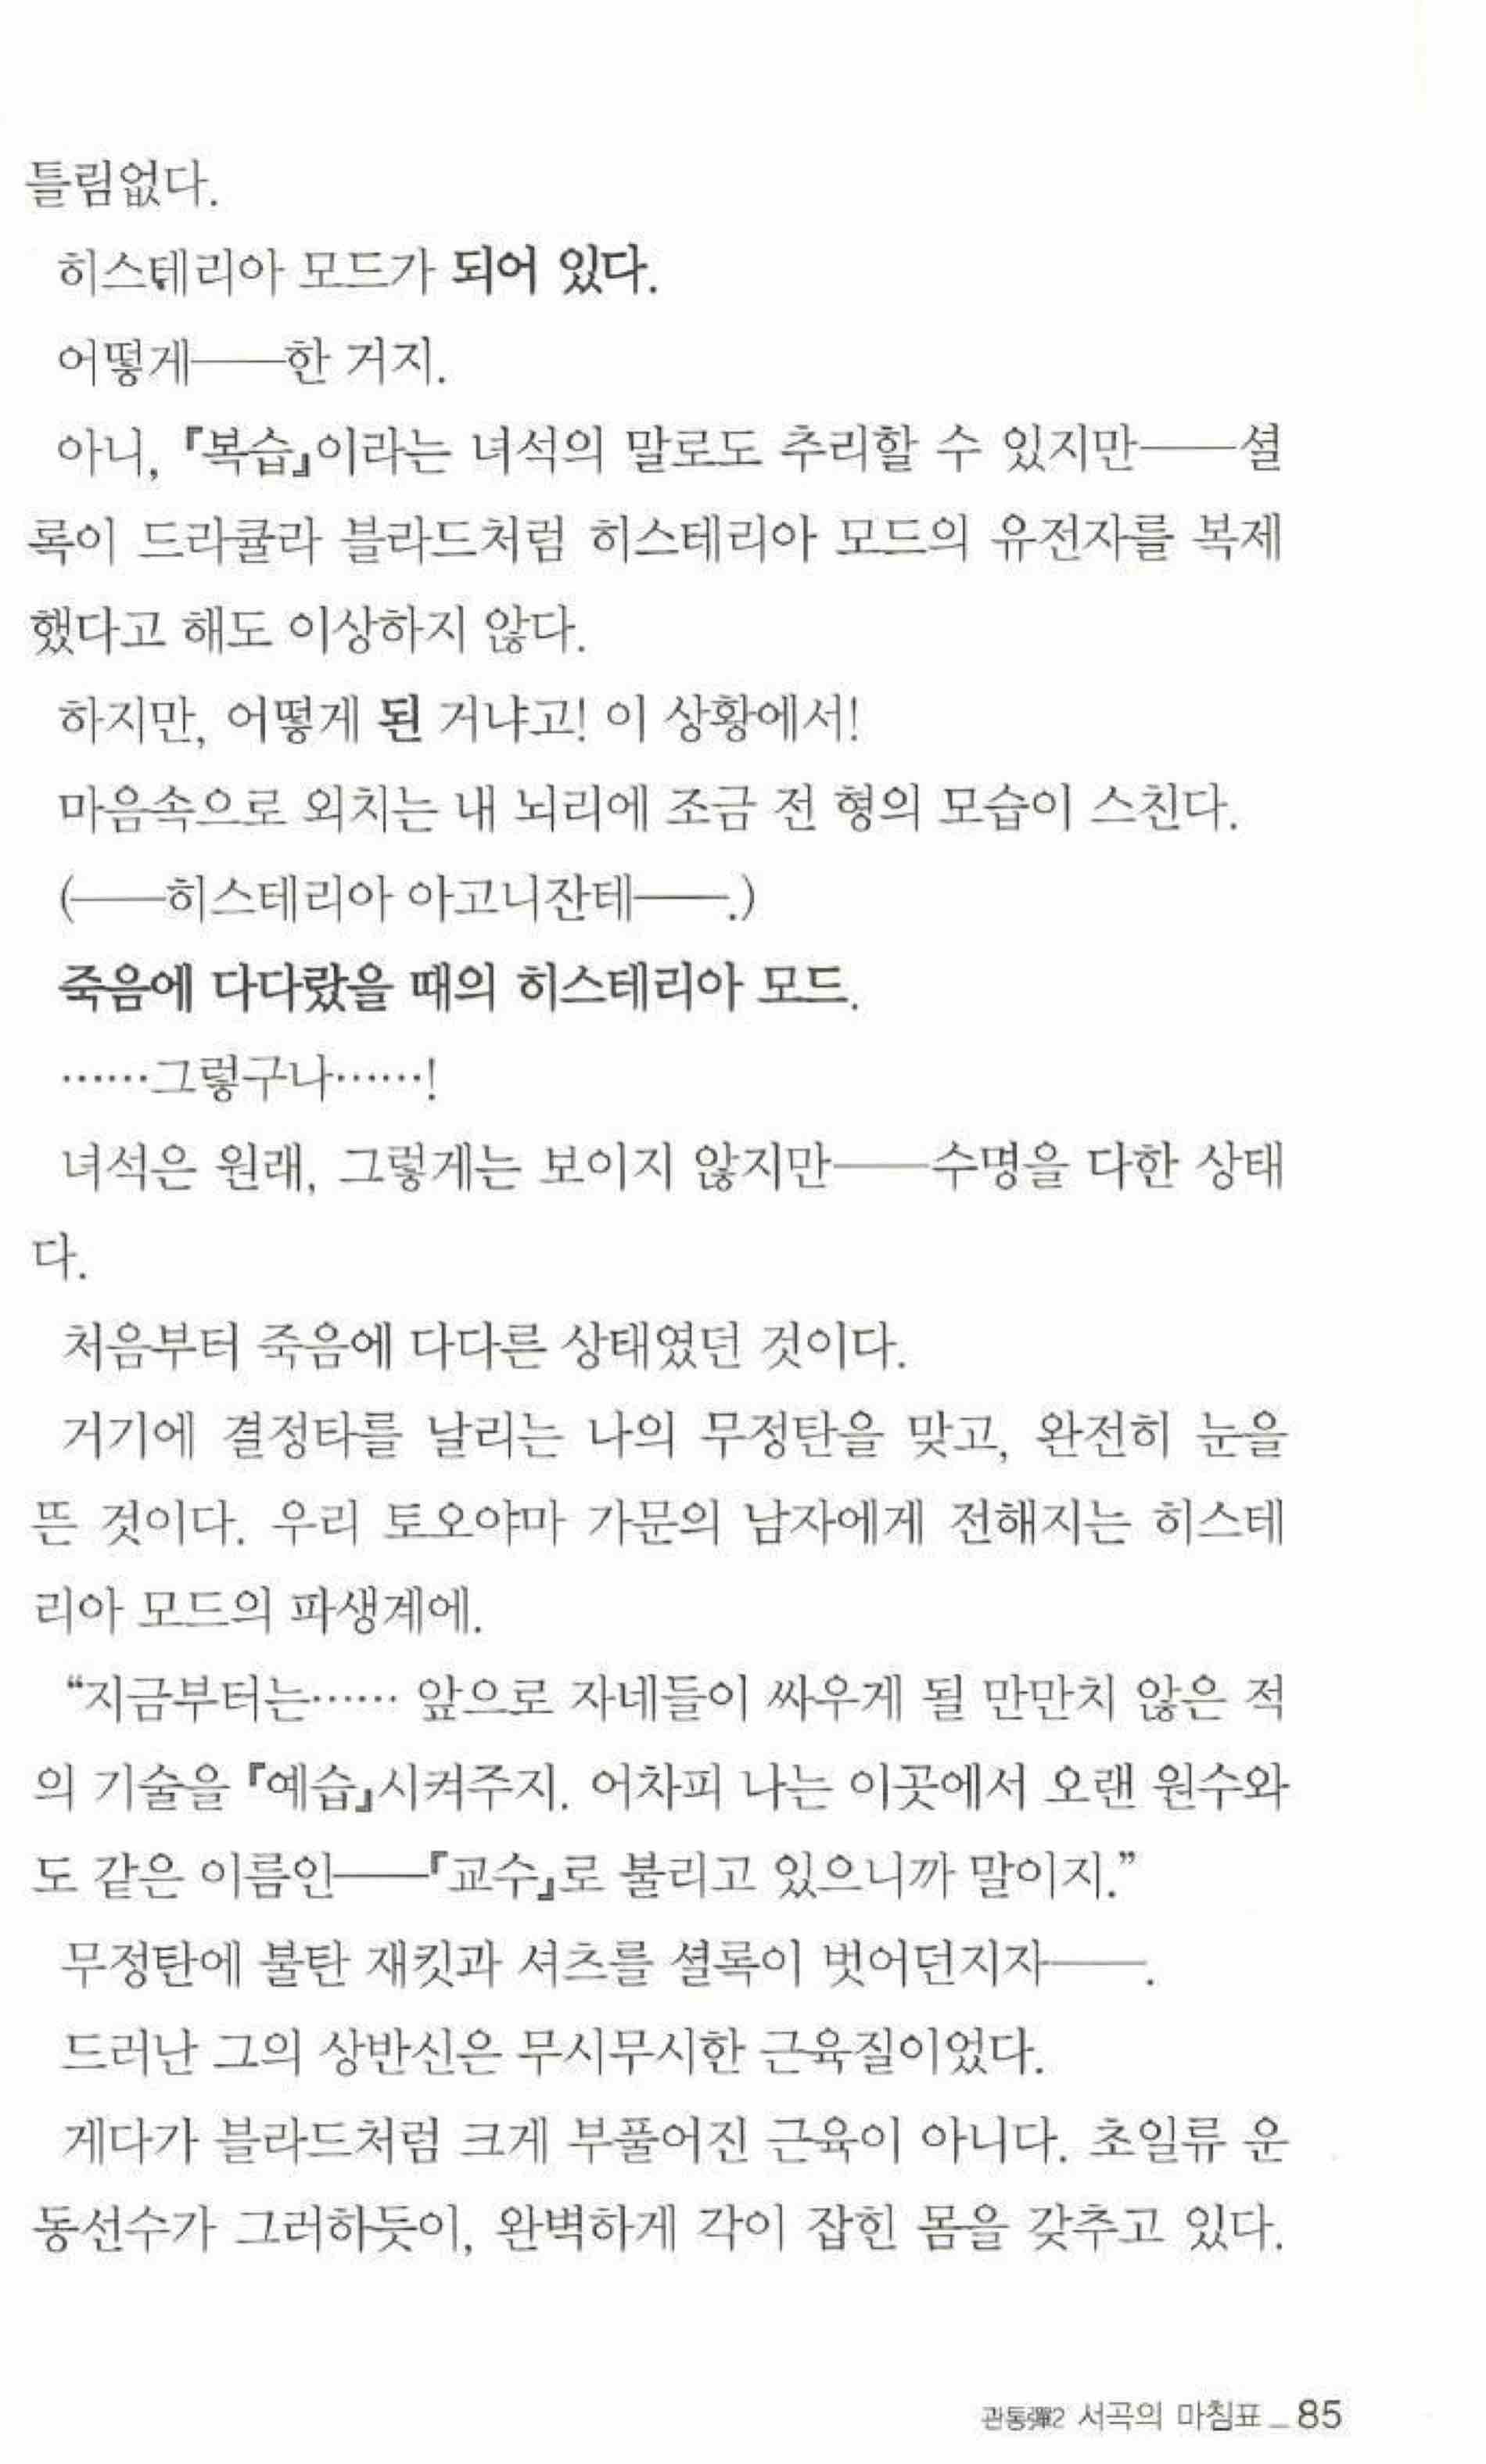 틀림없다.
히스테리아 모드가 되어 있다.
어떻게──한 거지.
아니, 『복습』이라는 녀석의 말로도 추리할 수 있지만──셜
록이 드라큘라 블라드처럼 히스테리아 모드의 유전자를 복제
했다고 해도 이상하지 않다.
하지만, 어떻게 된 거냐고! 이 상황에서!
마음속으로 외치는 내 뇌리에 조금 전 형의 모습이 스친다.
(──히스테리아 아고니잔테──.)
죽음에 다다랐을 때의 히스테리아 모드.
……그렇구나……!
녀석은 원래, 그렇게는 보이지 않지만──수명을 다한 상태
다.
처음부터 죽음에 다다른 상태였던 것이다.
거기에 결정타를 날리는 나의 무정탄을 맞고, 완전히 눈을
뜬 것이다. 우리 토오야마 가문의 남자에게 전해지는 히스테
리아 모드의 파생계에.
“지금부터는…… 앞으로 자네들이 싸우게 될 만만치 않은 적
의 기술을 『예습』시켜주지. 어차피 나는 이곳에서 오랜 원수와
도 같은 이름인──『교수』로 불리고 있으니까 말이지.”
무정탄에 불탄 재킷과 셔츠를 셜록이 벗어던지자──.
드러난 그의 상반신은 무시무시한 근육질이었다.
게다가 블라드처럼 크게 부풀어진 근육이 아니다. 초일류 운
동선수가 그러하듯이, 완벽하게 각이 잡힌 몸을 갖추고 있다.
관통彈2 서곡의 마침표 _ 85